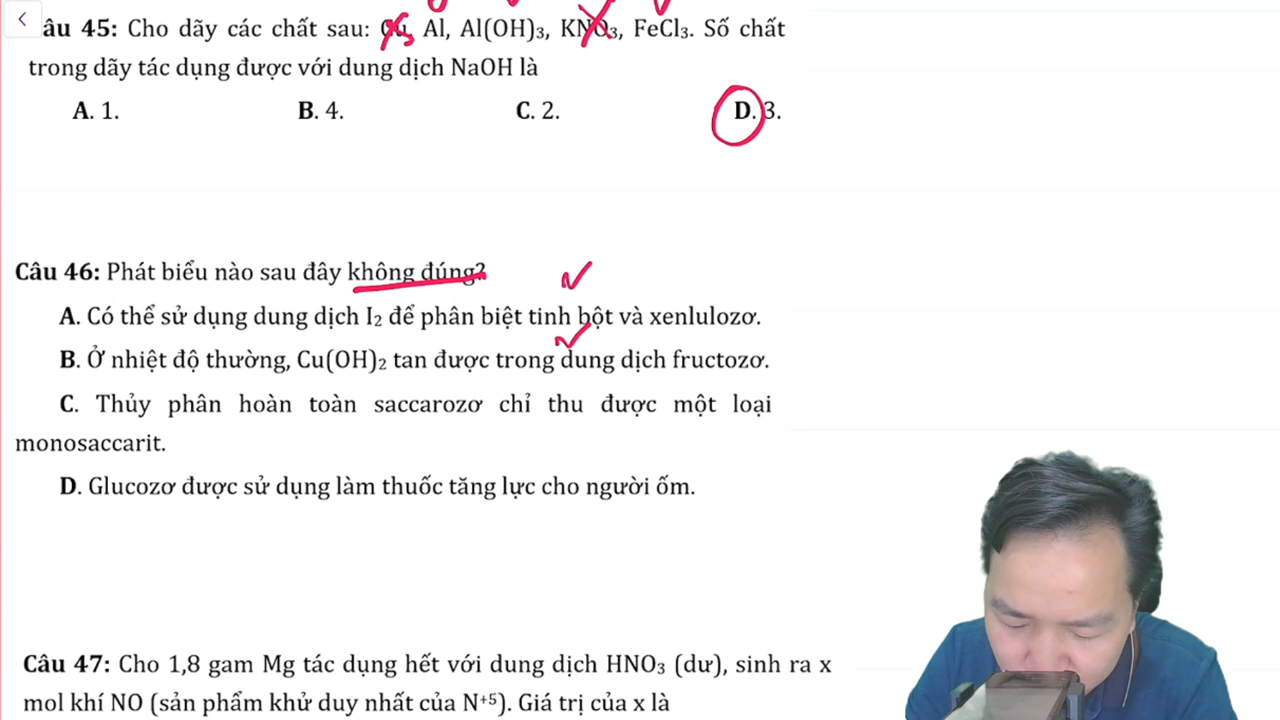 âu 45: Cho dãy các chất sau: Cu, Al, Al(OH)₃, KNO₃, FeCl₃. Số chất
trong dãy tác dụng được với dung dịch NaOH là
A. 1. B. 4. C. 2. D. 3.
Câu 46: Phát biểu nào sau đây không đúng?
A. Có thể sử dụng dung dịch I₂ để phân biệt tinh bột và xenlulozơ.
B. Ở nhiệt độ thường, Cu(OH)₂ tan được trong dung dịch fructozơ.
C. Thủy phân hoàn toàn saccarozơ chỉ thu được một loại
monosaccarit.
D. Glucozơ được sử dụng làm thuốc tăng lực cho người ốm.
Câu 47: Cho 1,8 gam Mg tác dụng hết với dung dịch HNO₃ (dư), sinh ra x
mol khí NO (sản phẩm khử duy nhất của N⁺⁵). Giá trị của x là